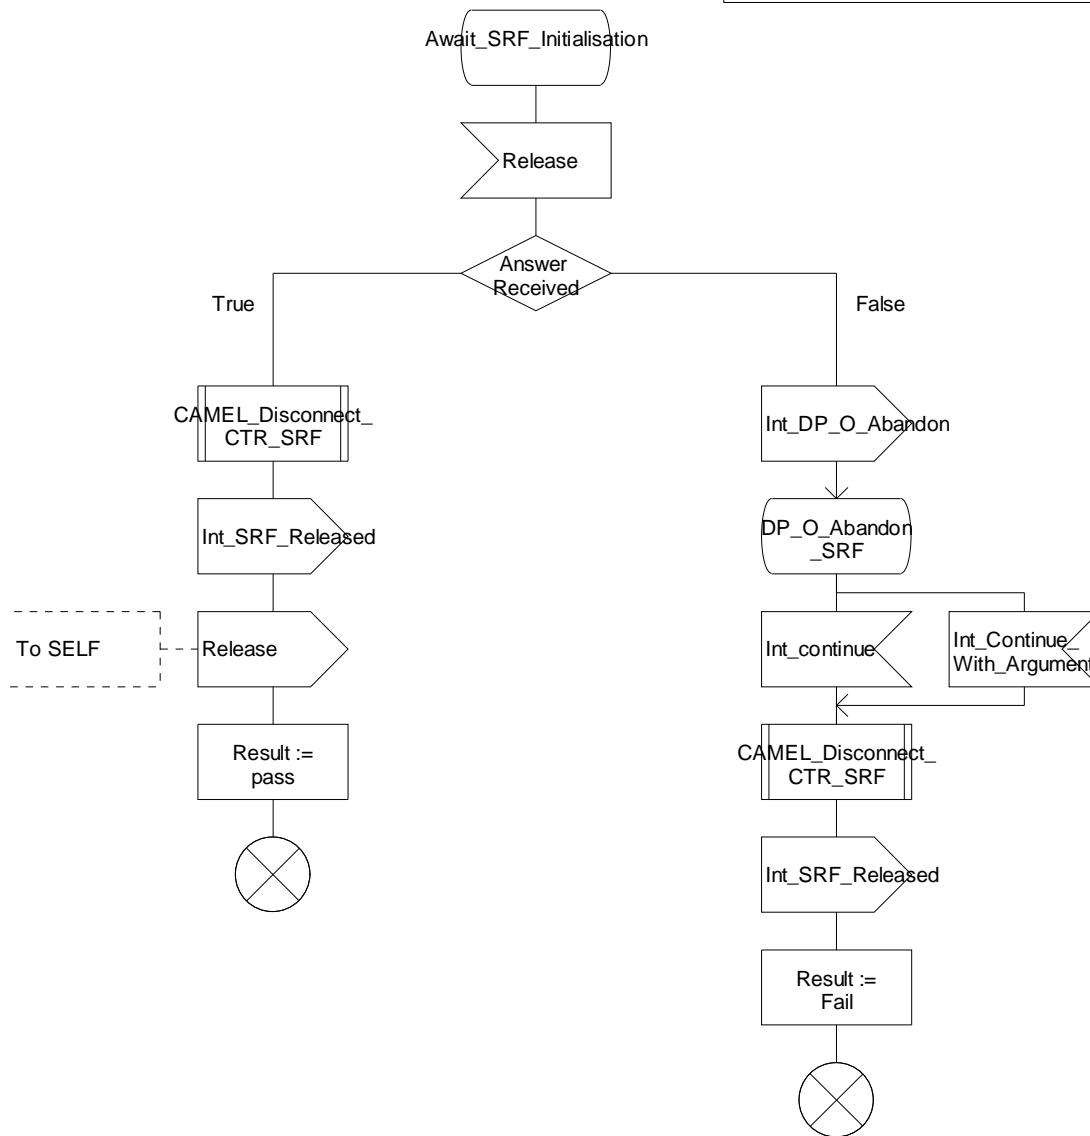 Await_SRF_Initialisation
Release
Answer
Received
True
False
CAMEL_Disconnect_
CTR_SRF
Int_DP_O_Abandon
Int_SRF_Released
DP_O_Abandon
_SRF
To SELF
Release
Int_continue
Int_Continue_
With_Argument
Result :=
pass
CAMEL_Disconnect_
CTR_SRF
Int_SRF_Released
Result :=
Fail